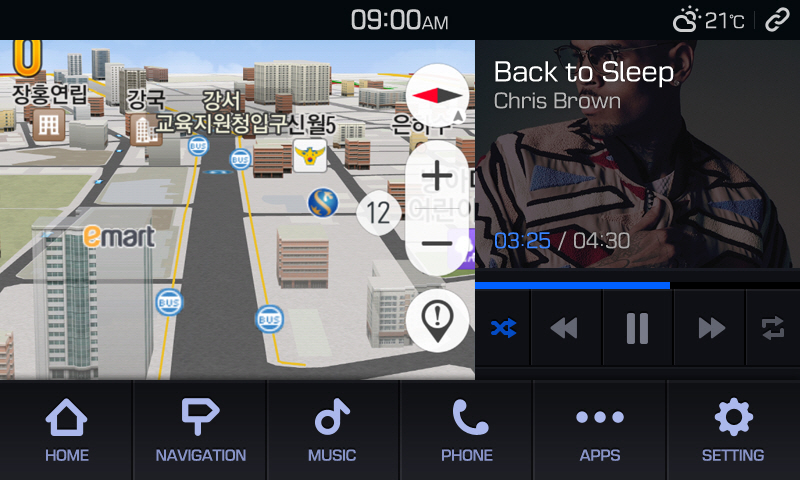 09:00AM
21℃
0
장흥연립
강국
강서
교육지원청입구
신월5
은하수
BUS
BUS
12
어린이
emart
BUS
BUS
Back to Sleep
Chris Brown
03:25 / 04:30
HOME
NAVIGATION
MUSIC
PHONE
APPS
SETTING